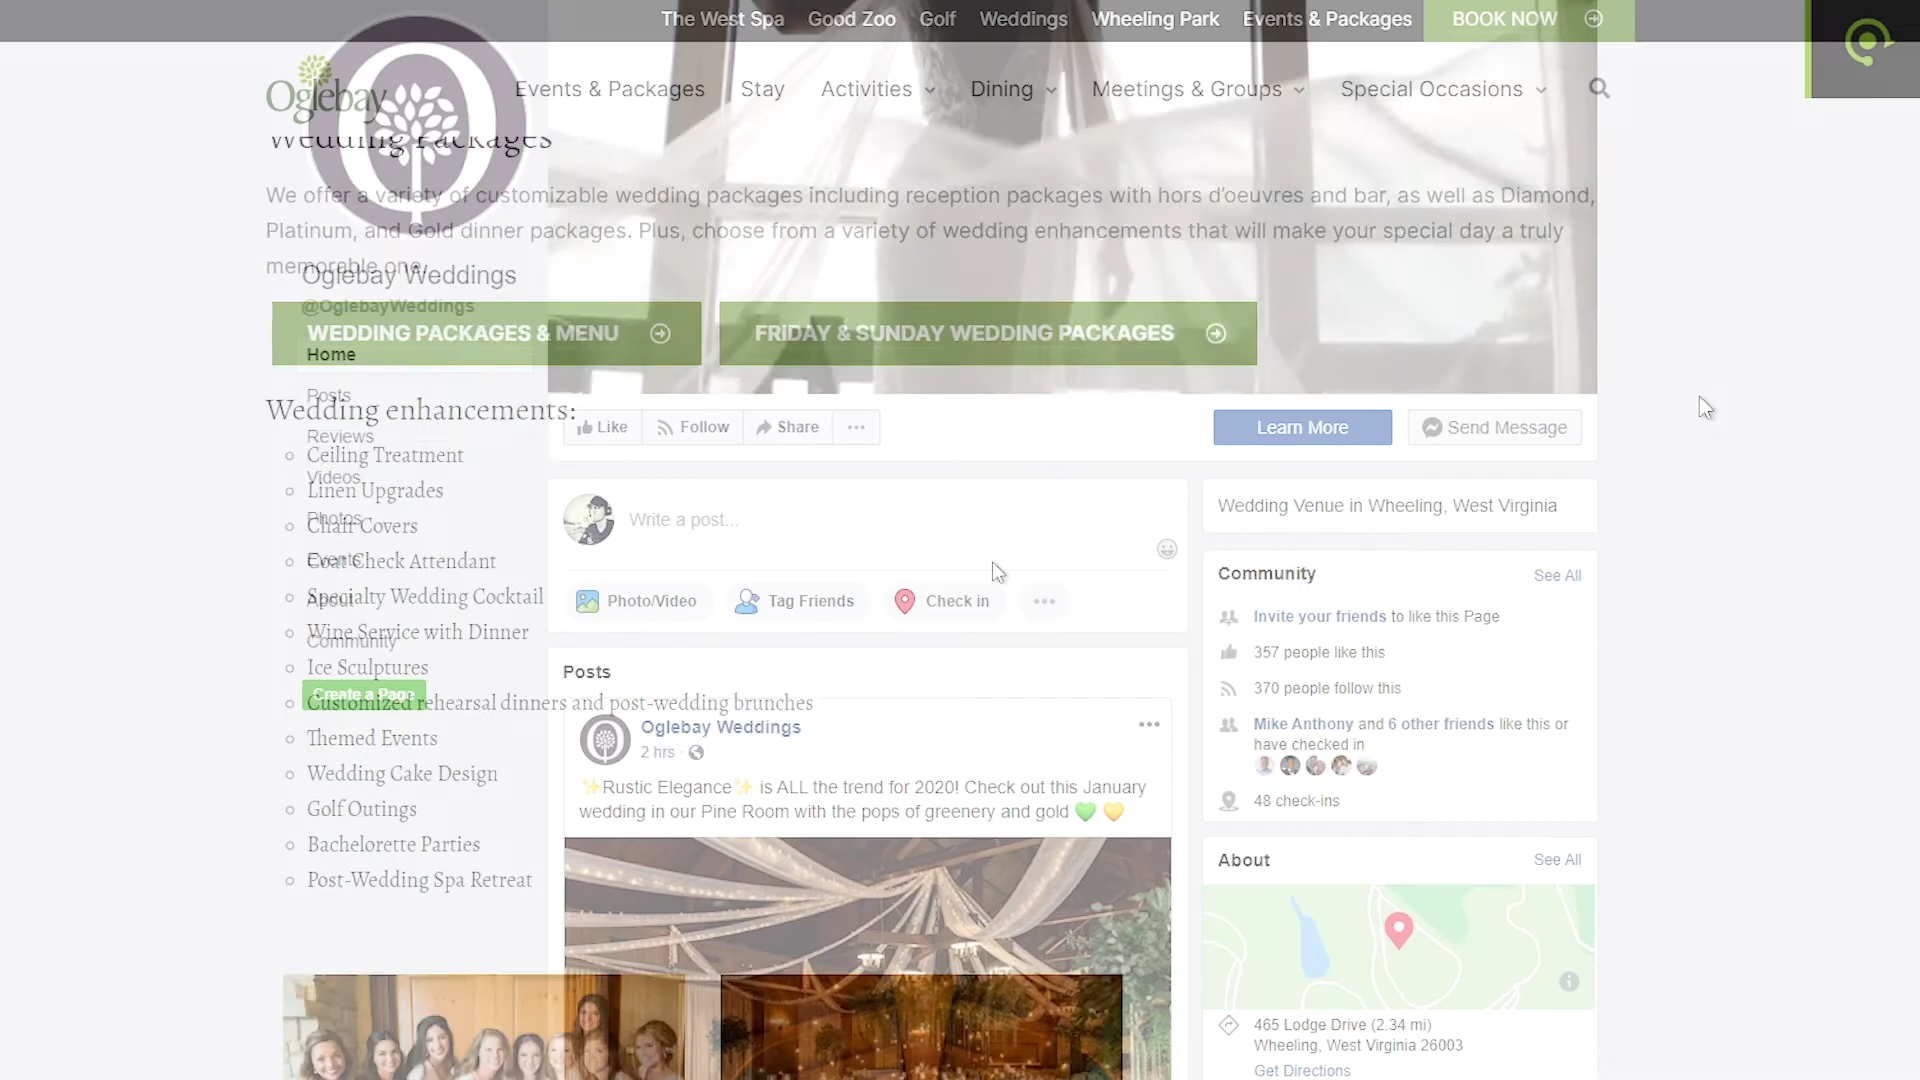 The West Spa Good Zoo Golf Weddings Wheeling Park Events & Packages BOOK NOW
Oglebay
Events & Packages Stay Activities Dining Meetings & Groups Special Occasions
Wedding Packages
We offer a variety of customizable wedding packages including reception packages with hors d'oeuvres and bar, as well as Diamond,
Platinum, and Gold dinner packages. Plus, choose from a variety of wedding enhancements that will make your special day a truly
memorable one.
Oglebay Weddings
@OglebayWeddings
WEDDING PACKAGES & MENU
FRIDAY & SUNDAY WEDDING PACKAGES
Home
Posts
Reviews
Videos
Photos
Events
About
Community
Create a Page
Wedding enhancements:
Ceiling Treatment
Linen Upgrades
Chair Covers
Coat Check Attendant
Specialty Wedding Cocktail
Wine Service with Dinner
Ice Sculptures
Customized rehearsal dinners and post-wedding brunches
Themed Events
Wedding Cake Design
Golf Outings
Bachelorette Parties
Post-Wedding Spa Retreat
Like Follow Share
Learn More Send Message
Write a post...
Photo/Video Tag Friends Check in
Posts
Oglebay Weddings
2 hrs
✨Rustic Elegance✨ is ALL the trend for 2020! Check out this January
wedding in our Pine Room with the pops of greenery and gold 💚 💛
Wedding Venue in Wheeling, West Virginia
Community See All
Invite your friends to like this Page
357 people like this
370 people follow this
Mike Anthony and 6 other friends like this or
have checked in
48 check-ins
About See All
465 Lodge Drive (2.34 mi)
Wheeling, West Virginia 26003
Get Directions